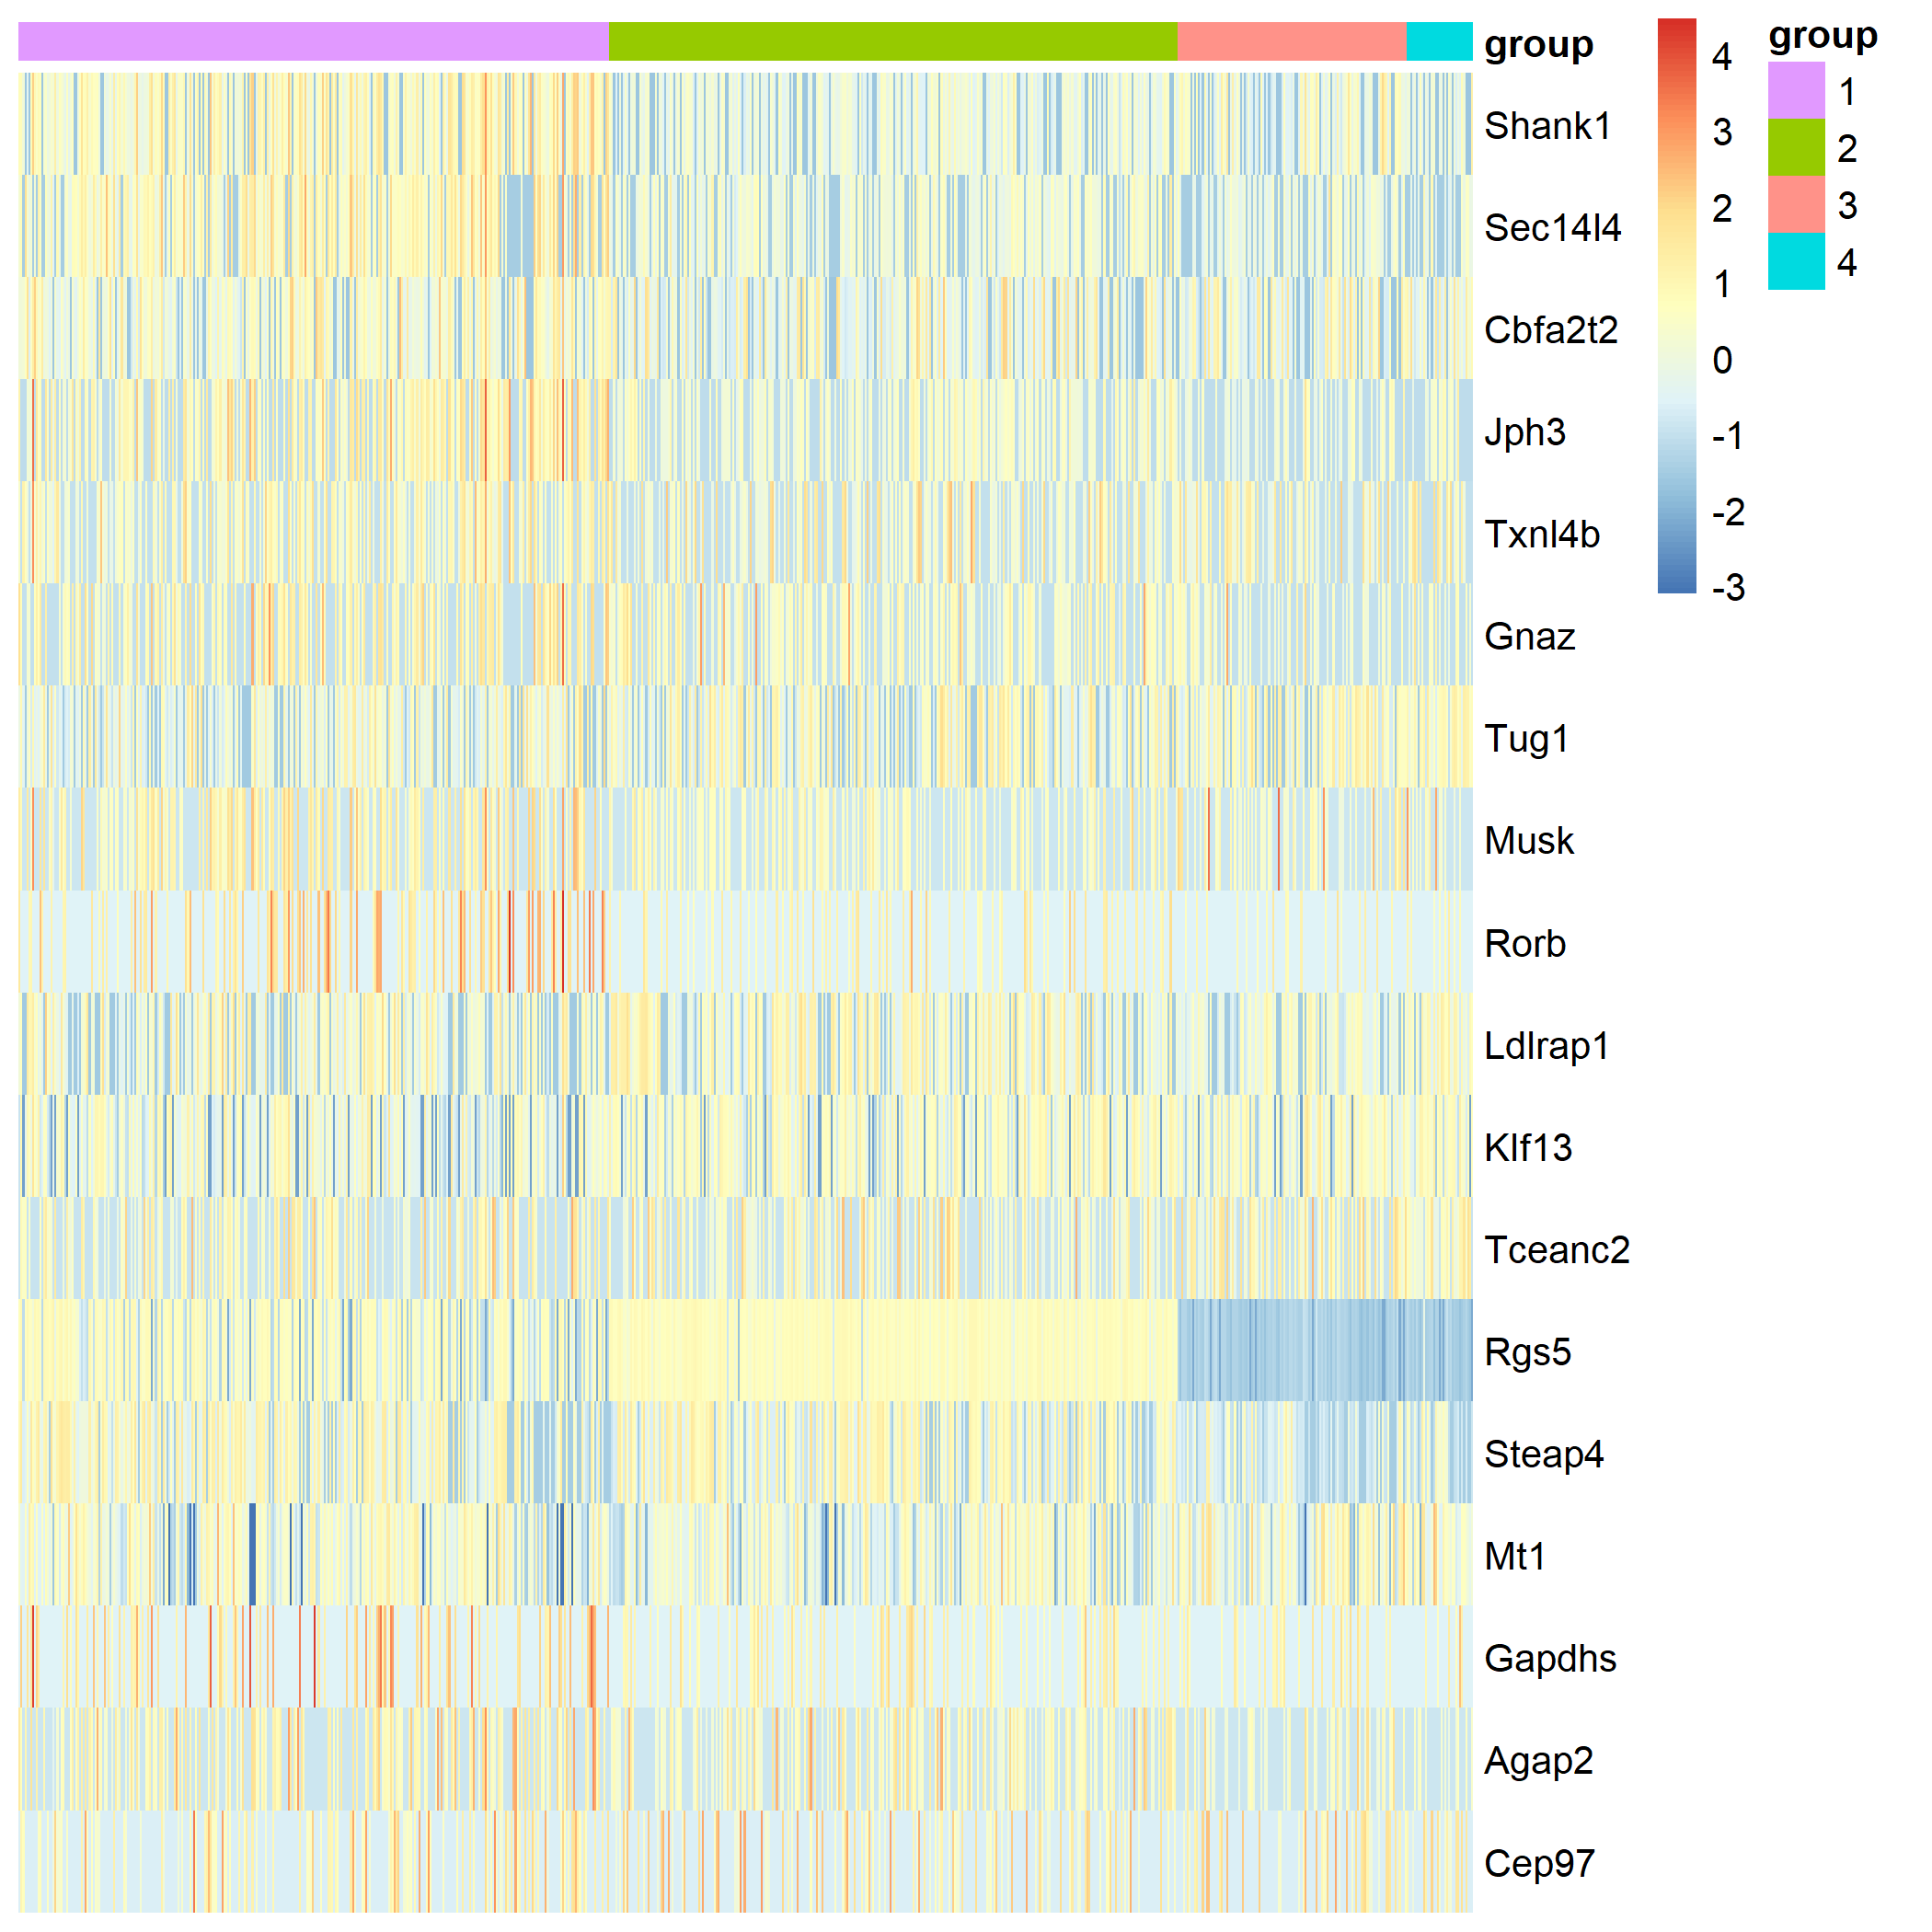 group
Shank1
Sec14l4
Cbfa2t2
Jph3
Txnl4b
Gnaz
Tug1
Musk
Rorb
Ldlrap1
Klf13
Tceanc2
Rgs5
Steap4
Mt1
Gapdhs
Agap2
Cep97
4
3
2
1
0
-1
-2
-3
group
1
2
3
4